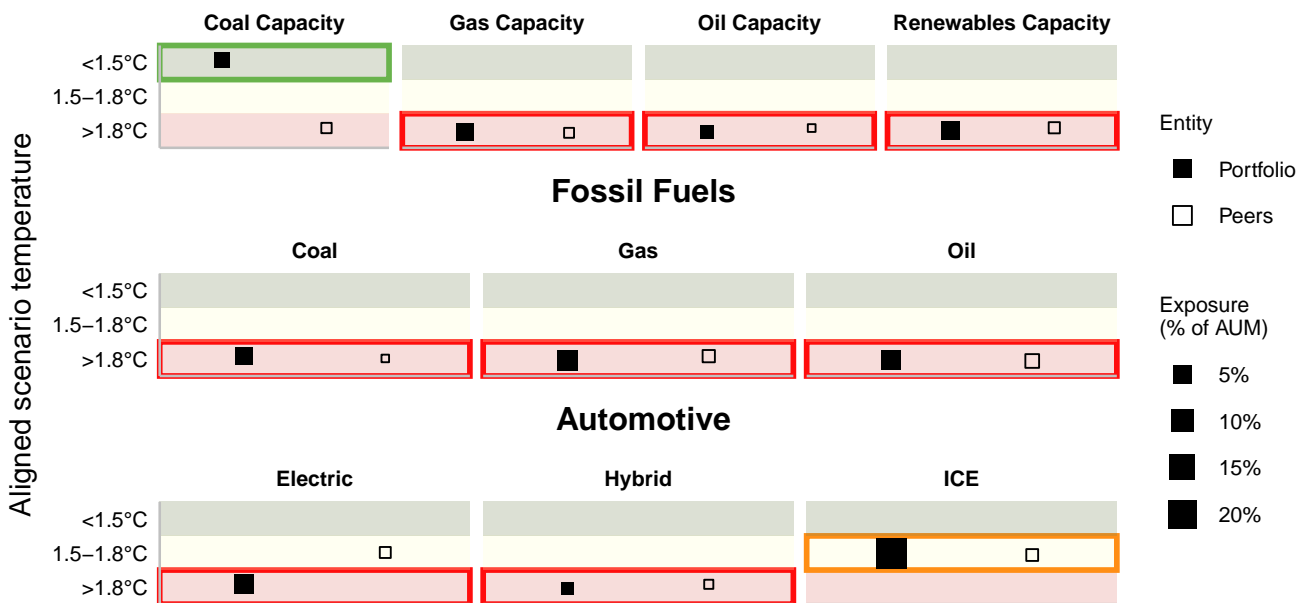 Coal Capacity Gas Capacity Oil Capacity Renewables Capacity
<1.5°C
1.5−1.8°C
>1.8°C
Fossil Fuels
Coal Gas Oil
<1.5°C
1.5−1.8°C
>1.8°C
Automotive
Electric Hybrid ICE
<1.5°C
1.5−1.8°C
>1.8°C
Aligned scenario temperature
Entity
Portfolio
Peers
Exposure
(% of AUM)
5%
10%
15%
20%